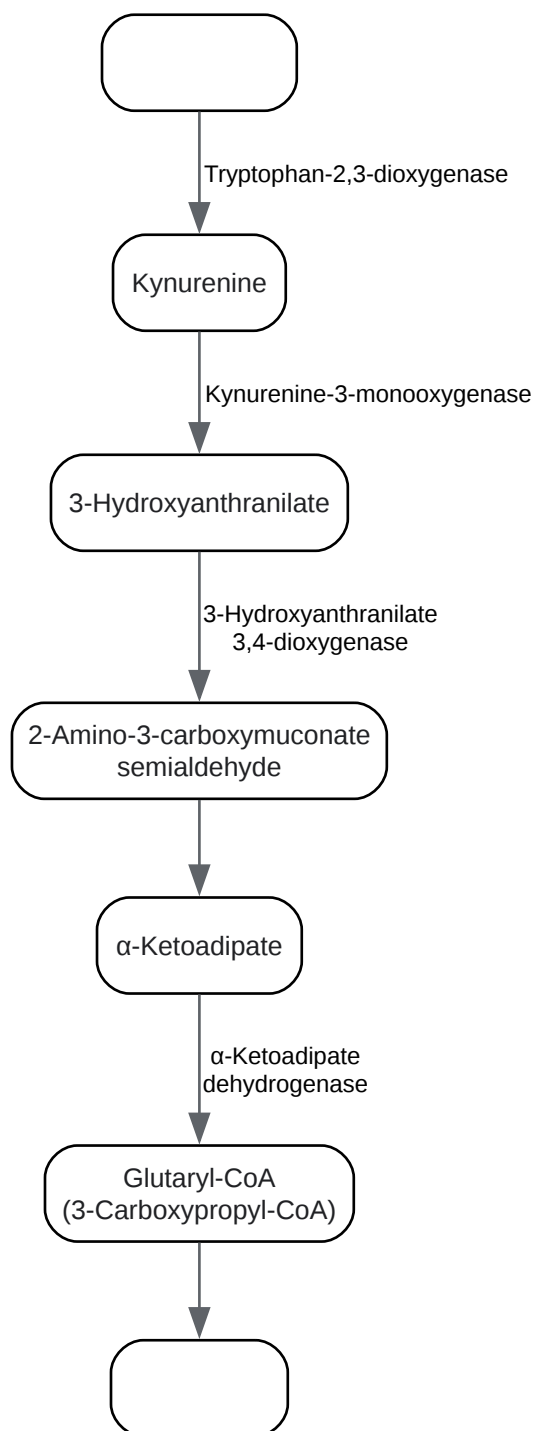 Tryptophan-2,3-dioxygenase
Kynurenine
Kynurenine-3-monooxygenase
3-Hydroxyanthranilate
3-Hydroxyanthranilate
3,4-dioxygenase
2-Amino-3-carboxymuconate
semialdehyde
α-Ketoadipate
α-Ketoadipate
dehydrogenase
Glutaryl-CoA
(3-Carboxypropyl-CoA)